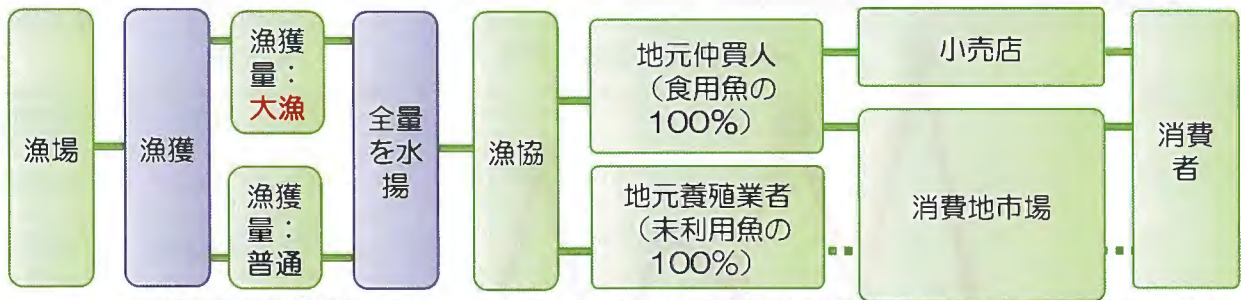 漁場
漁獲
漁獲
量：
大漁
漁獲
量：
普通
全量
を水
揚
漁協
地元仲買人
（食用魚の
100%）
地元養殖業者
（未利用魚の
100%）
小売店
消費地市場
消費
者